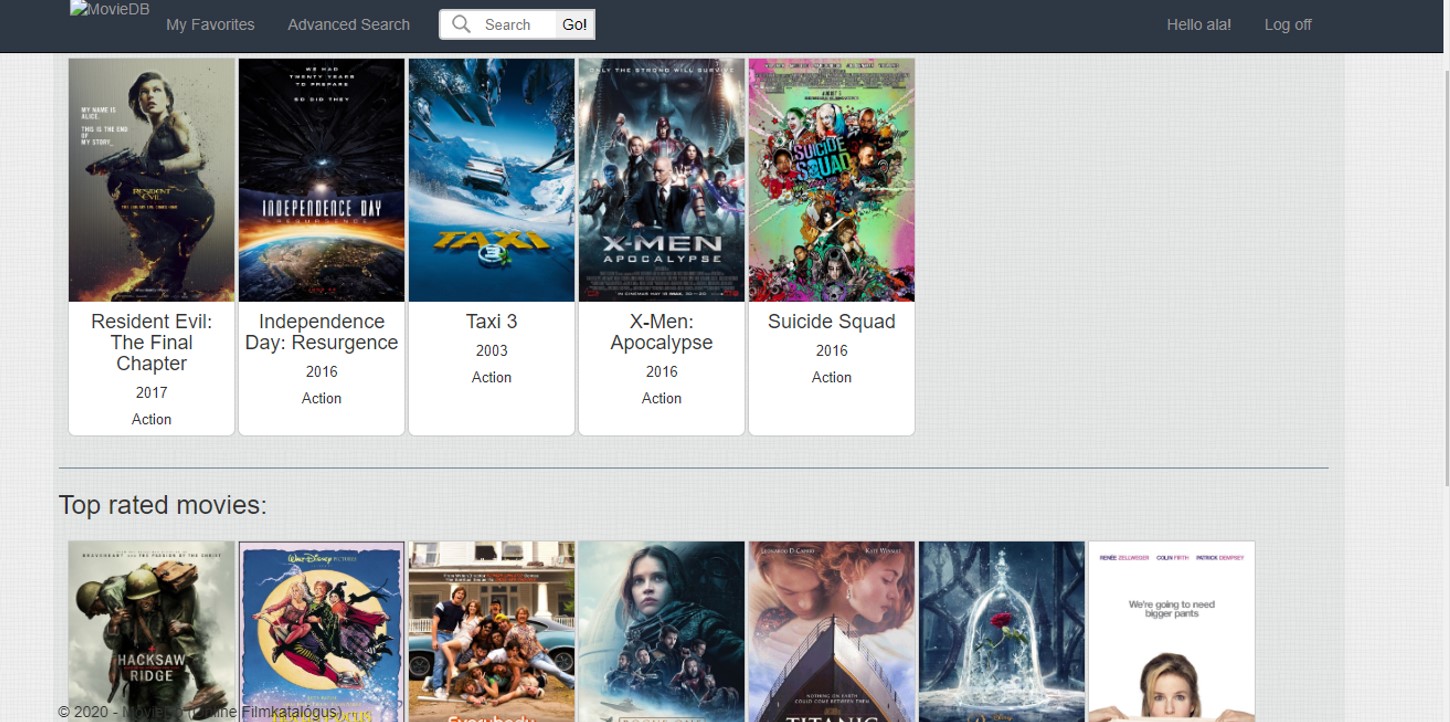 MovieDB
My Favorites
Advanced Search
Search
Go!
Hello ala!
Log off
MY NAME IS
ALICE.
THIS IS THE END
OF
MY STORY_
RESIDENT
EVIL
WE HAD
TWENTY YEARS
TO PREPARE
SO DID THEY
INDEPENDENCE DAY
RESURGENCE
TAXI
3
ONLY THE STRONG WILL SURVIVE
X-MEN
APOCALYPSE
SUICIDE
SQUAD
Resident Evil:
The Final
Chapter
2017
Action
Independence
Day: Resurgence
2016
Action
Taxi 3
2003
Action
X-Men:
Apocalypse
2016
Action
Suicide Squad
2016
Action
Top rated movies:
HACKSAW
RIDGE
WALT DISNEY PICTURES
Everybody
LEONARDO DICAPRIO
KATE WINSLET
NOTHING ON EARTH
COULD COME BETWEEN THEM
TITANIC
RENÉE ZELLWEGER COLIN FIRTH PATRICK DEMPSEY
We're going to need
bigger pants
© 2020 - Filmkatalógus)